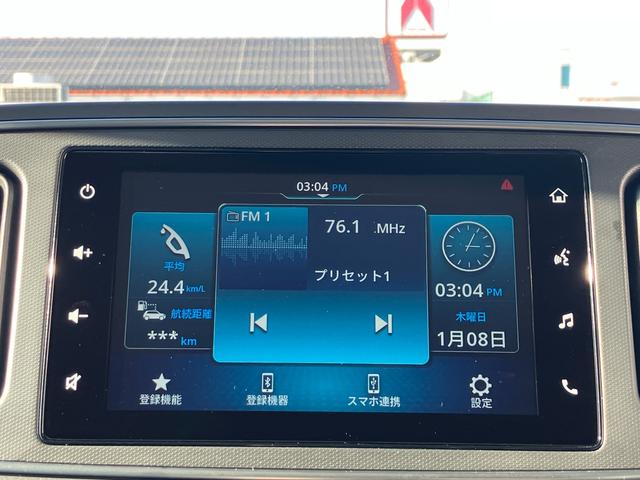 03:04 PM
FM 1
76.1 MHz
プリセット1
平均
24.4 km/L
航続距離
*** km
03:04 PM
木曜日
1月08日
登録機能
登録機器
スマホ連携
設定